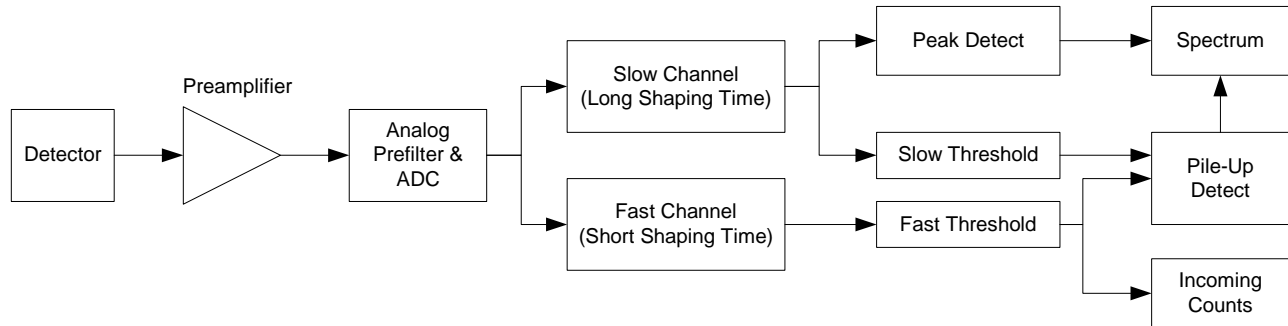 Preamplifier
Detector
Analog
Prefilter &
ADC
Slow Channel
(Long Shaping Time)
Fast Channel
(Short Shaping Time)
Peak Detect
Slow Threshold
Fast Threshold
Spectrum
Pile-Up
Detect
Incoming
Counts